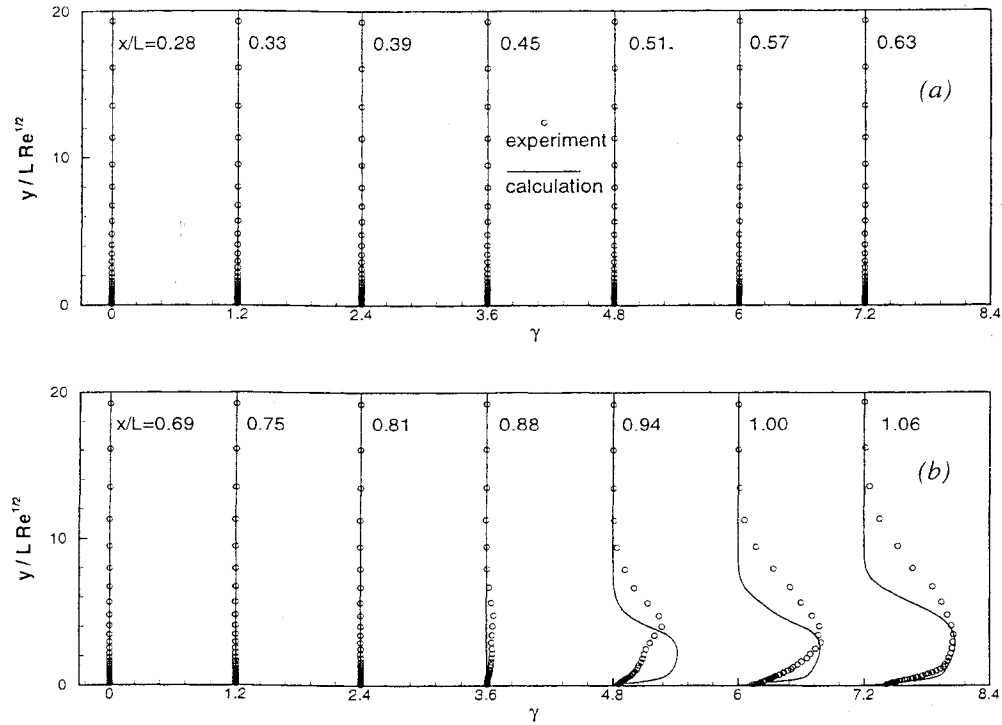 20
x/L=0.28 0.33 0.39 0.45 0.51. 0.57 0.63
(a)
experiment
calculation
10
y / L Re^1/2
0
0 1.2 2.4 3.6 4.8 6 7.2 8.4
γ
20
x/L=0.69 0.75 0.81 0.88 0.94 1.00 1.06
(b)
10
y / L Re^1/2
0
0 1.2 2.4 3.6 4.8 6 7.2 8.4
γ